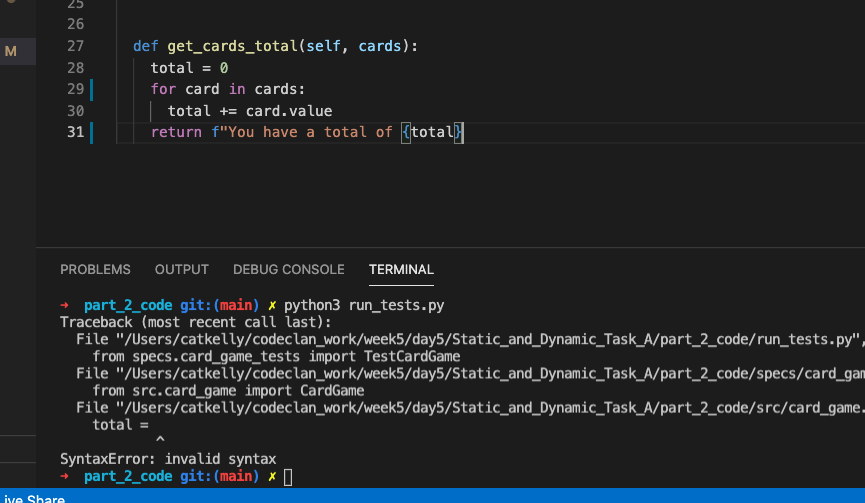 25
26
M
27 def get_cards_total(self, cards):
28 total = 0
29 for card in cards:
30 total += card.value
31 return f"You have a total of {total}
PROBLEMS OUTPUT DEBUG CONSOLE TERMINAL
→ part_2_code git:(main) ✗ python3 run_tests.py
Traceback (most recent call last):
File "/Users/catkelly/codeclan_work/week5/day5/Static_and_Dynamic_Task_A/part_2_code/run_tests.py",
from specs.card_game_tests import TestCardGame
File "/Users/catkelly/codeclan_work/week5/day5/Static_and_Dynamic_Task_A/part_2_code/specs/card_gam
from src.card_game import CardGame
File "/Users/catkelly/codeclan_work/week5/day5/Static_and_Dynamic_Task_A/part_2_code/src/card_game.
total =
^
SyntaxError: invalid syntax
→ part_2_code git:(main) ✗
ive Share